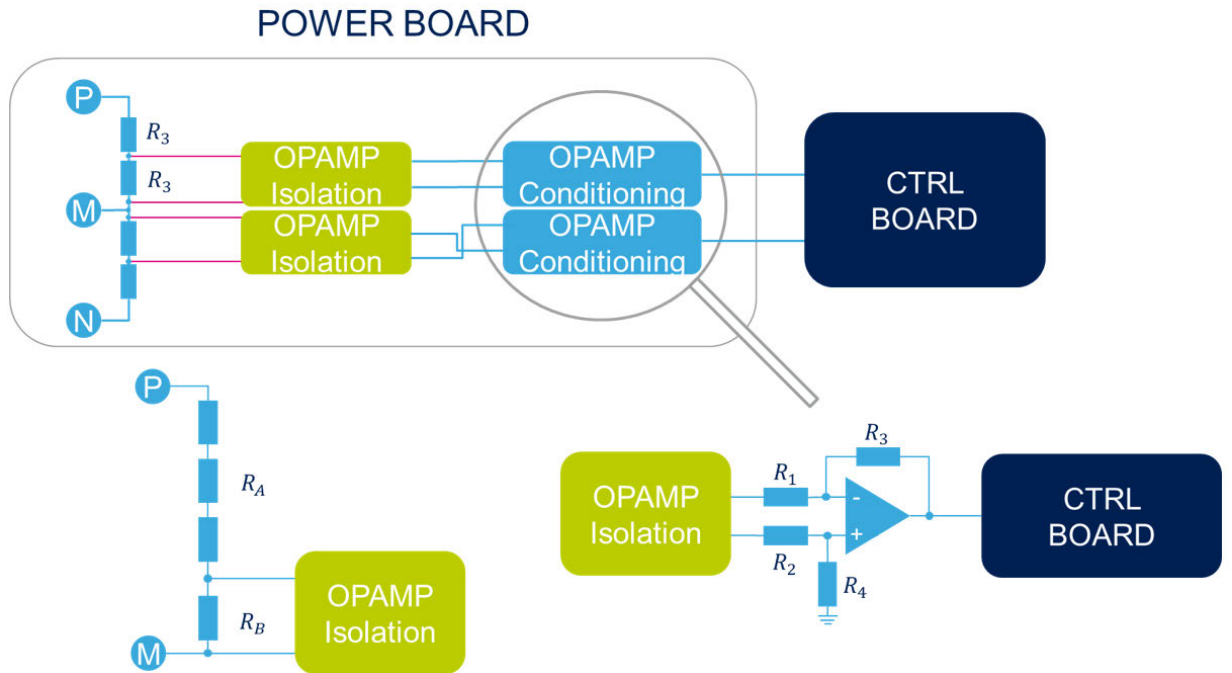 POWER BOARD
P
R3
R3
M
N
OPAMP
Isolation
OPAMP
Isolation
OPAMP
Conditioning
OPAMP
Conditioning
CTRL
BOARD
P
RA
RB
M
OPAMP
Isolation
OPAMP
Isolation
R1
R2
R3
-
+
R4
CTRL
BOARD